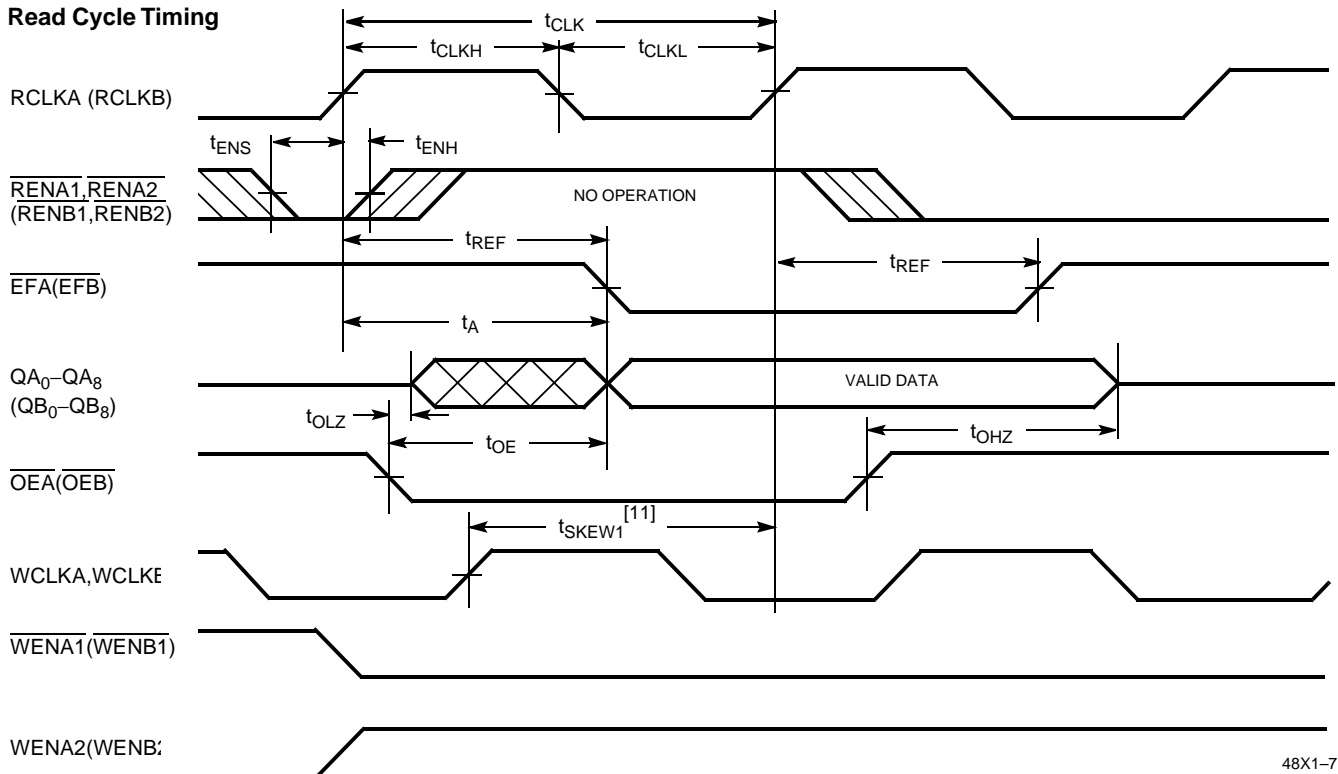 Read Cycle Timing
tCLK
tCLKH
tCLKL
RCLKA (RCLKB)
tENS
tENH
RENA1,RENA2
(RENB1,RENB2)
NO OPERATION
tREF
tREF
EFA(EFB)
tA
QA0–QA8
(QB0–QB8)
VALID DATA
tOLZ
tOE
tOHZ
OEA(OEB)
tSKEW1[11]
WCLKA,WCLKE
WENA1(WENB1)
WENA2(WENB2
48X1–7